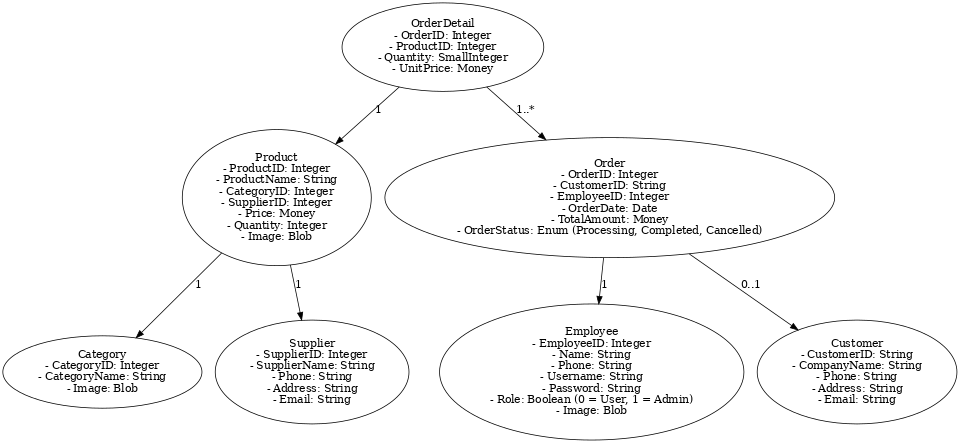 OrderDetail
- OrderID: Integer
- ProductID: Integer
- Quantity: SmallInteger
- UnitPrice: Money
1
1..*
Product
- ProductID: Integer
- ProductName: String
- CategoryID: Integer
- SupplierID: Integer
- Price: Money
- Quantity: Integer
- Image: Blob
Order
- OrderID: Integer
- CustomerID: String
- EmployeeID: Integer
- OrderDate: Date
- TotalAmount: Money
- OrderStatus: Enum (Processing, Completed, Cancelled)
1
1
1
0..1
Category
- CategoryID: Integer
- CategoryName: String
- Image: Blob
Supplier
- SupplierID: Integer
- SupplierName: String
- Phone: String
- Address: String
- Email: String
Employee
- EmployeeID: Integer
- Name: String
- Phone: String
- Username: String
- Password: String
- Role: Boolean (0 = User, 1 = Admin)
- Image: Blob
Customer
- CustomerID: String
- CompanyName: String
- Phone: String
- Address: String
- Email: String